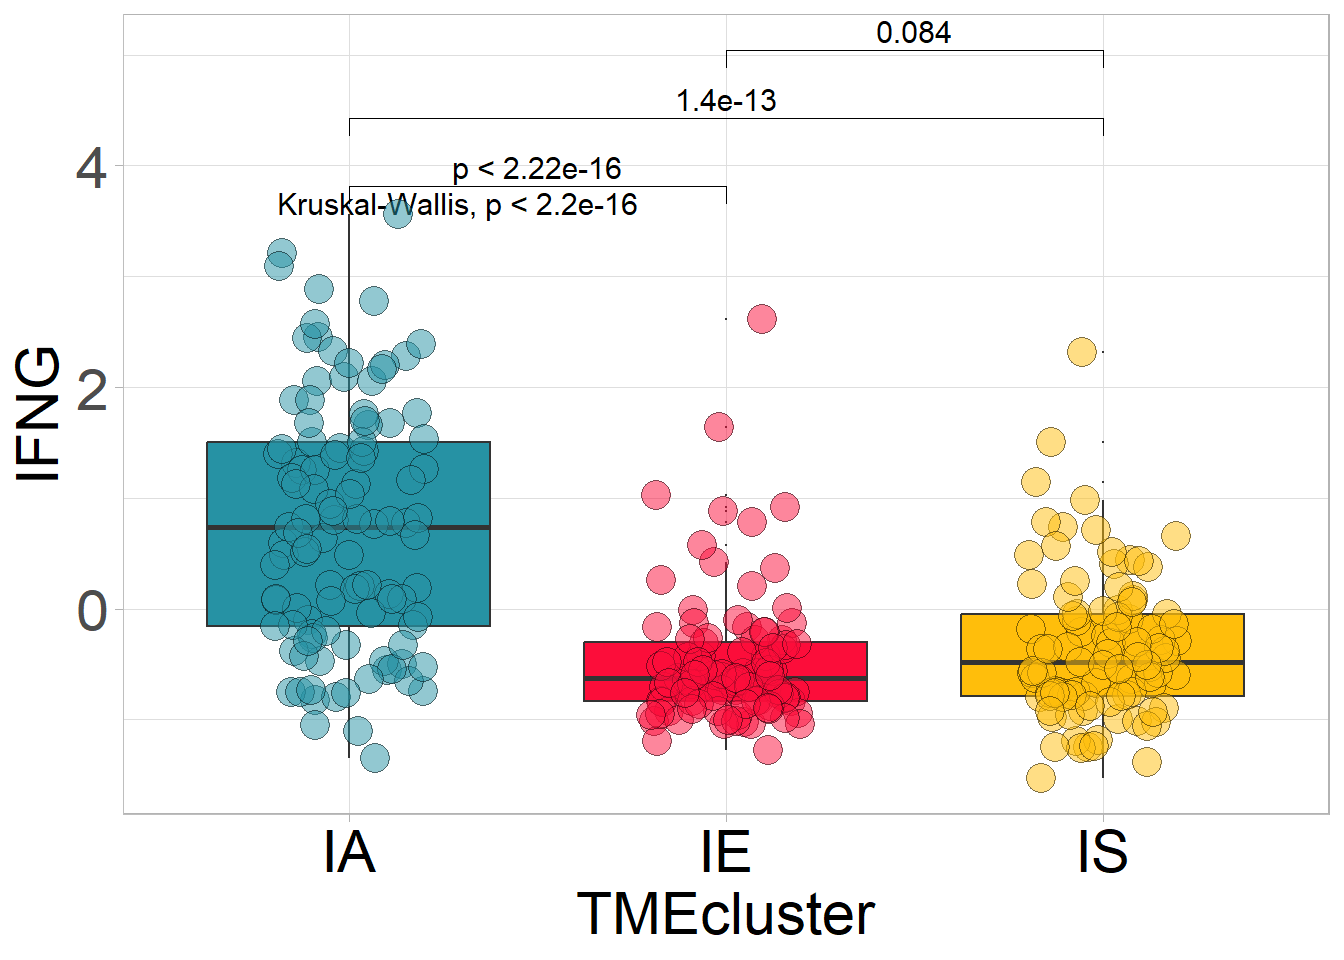 0.084
1.4e-13
p < 2.22e-16
Kruskal-Wallis, p < 2.2e-16
4
2
0
IFNG
IA
IE
IS
TMEcluster